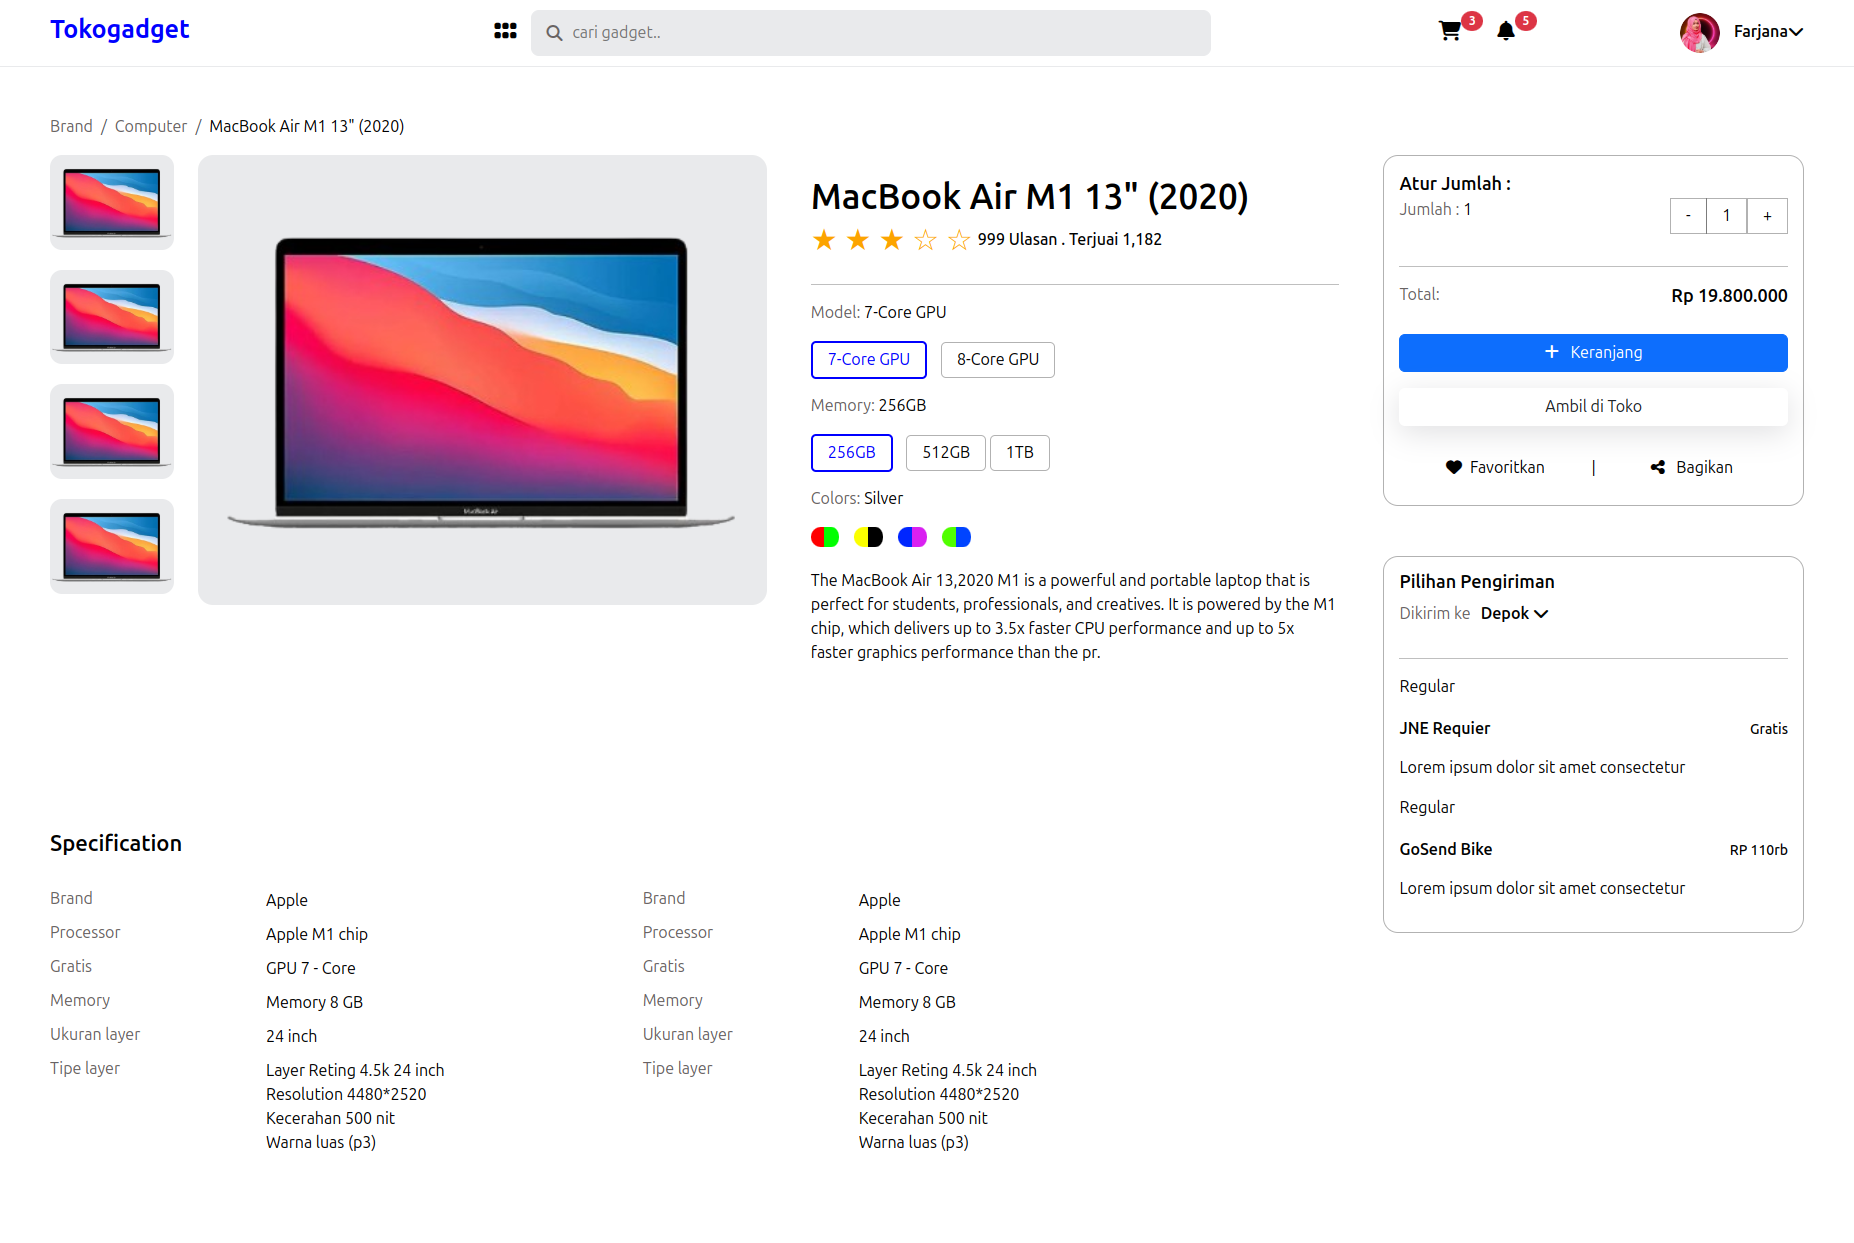 Tokogadget
cari gadget..
3
5
Farjana
Brand / Computer / MacBook Air M1 13" (2020)
MacBook Air
MacBook Air M1 13" (2020)
999 Ulasan . Terjuai 1,182
Model: 7-Core GPU
7-Core GPU
8-Core GPU
Memory: 256GB
256GB
512GB
1TB
Colors: Silver
The MacBook Air 13,2020 M1 is a powerful and portable laptop that is
perfect for students, professionals, and creatives. It is powered by the M1
chip, which delivers up to 3.5x faster CPU performance and up to 5x
faster graphics performance than the pr.
Atur Jumlah :
Jumlah : 1
- 1 +
Total: Rp 19.800.000
+ Keranjang
Ambil di Toko
Favoritkan | Bagikan
Pilihan Pengiriman
Dikirim ke Depok
Regular
JNE Requier Gratis
Lorem ipsum dolor sit amet consectetur
Regular
GoSend Bike RP 110rb
Lorem ipsum dolor sit amet consectetur
Specification
Brand Apple
Processor Apple M1 chip
Gratis GPU 7 - Core
Memory Memory 8 GB
Ukuran layer 24 inch
Tipe layer Layer Reting 4.5k 24 inch
Resolution 4480*2520
Kecerahan 500 nit
Warna luas (p3)
Brand Apple
Processor Apple M1 chip
Gratis GPU 7 - Core
Memory Memory 8 GB
Ukuran layer 24 inch
Tipe layer Layer Reting 4.5k 24 inch
Resolution 4480*2520
Kecerahan 500 nit
Warna luas (p3)